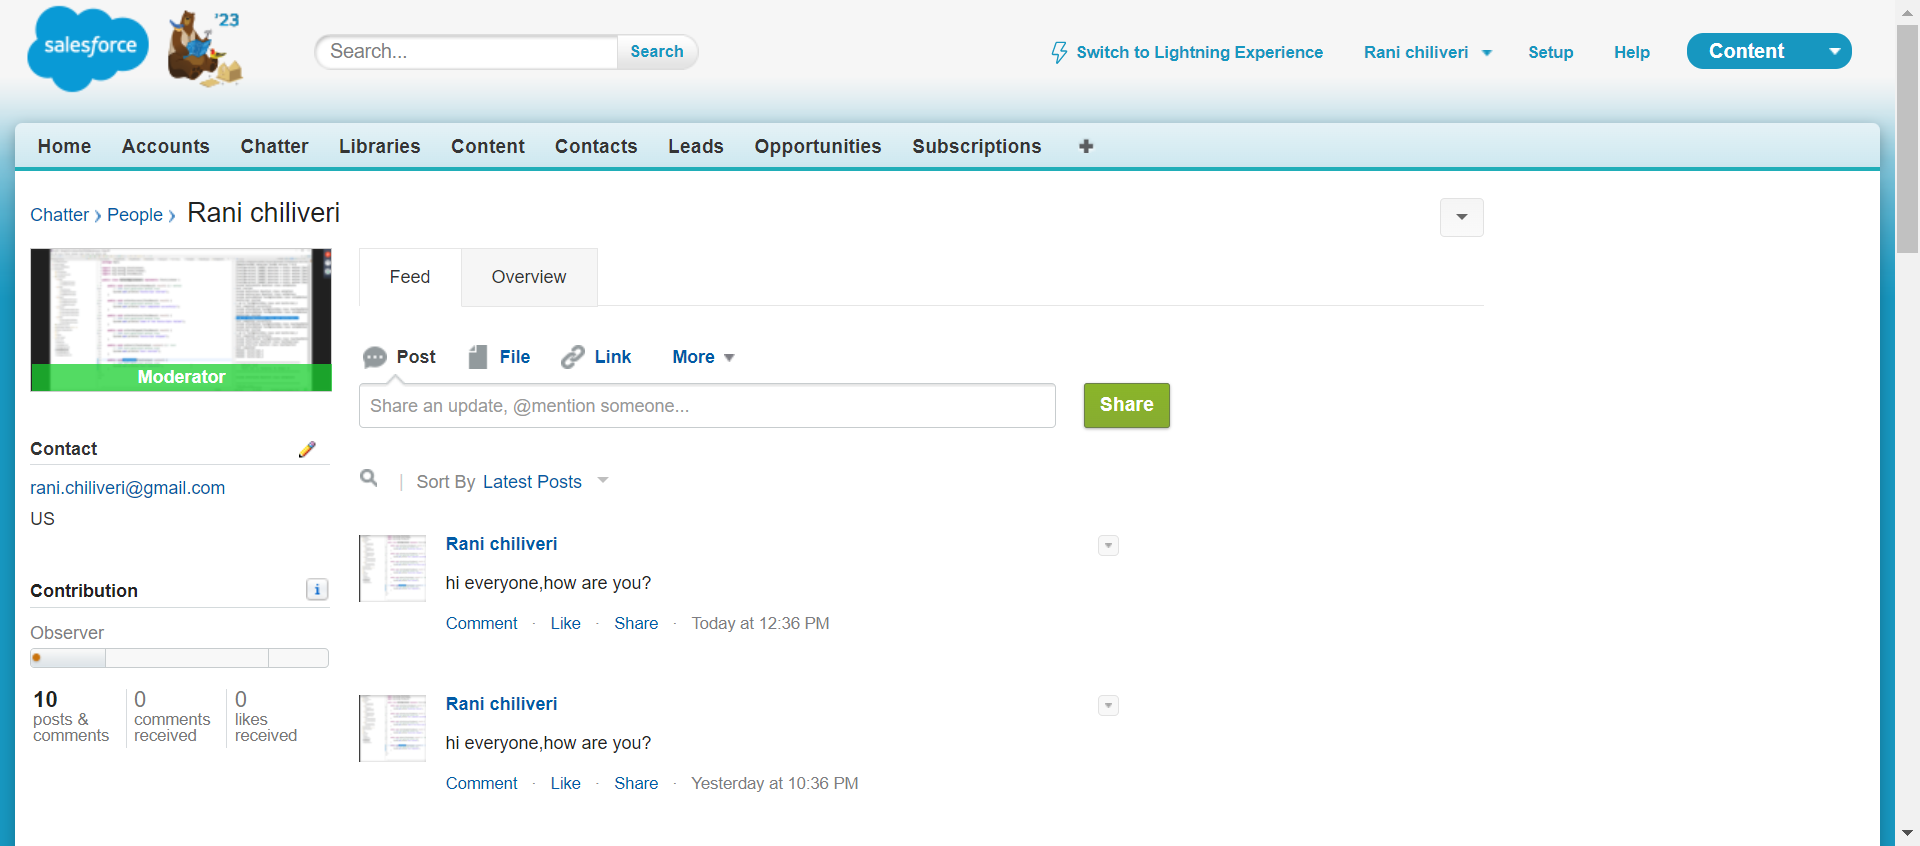 salesforce
'23
Search...
Search
Switch to Lightning Experience
Rani chiliveri
Setup
Help
Content
Home Accounts Chatter Libraries Content Contacts Leads Opportunities Subscriptions
Chatter People Rani chiliveri
Moderator
Contact
rani.chiliveri@gmail.com
US
Contribution
Observer
10 posts & comments
0 comments received
0 likes received
Feed Overview
Post File Link More
Share an update, @mention someone...
Share
| Sort By Latest Posts
Rani chiliveri
hi everyone,how are you?
Comment · Like · Share · Today at 12:36 PM
Rani chiliveri
hi everyone,how are you?
Comment · Like · Share · Yesterday at 10:36 PM